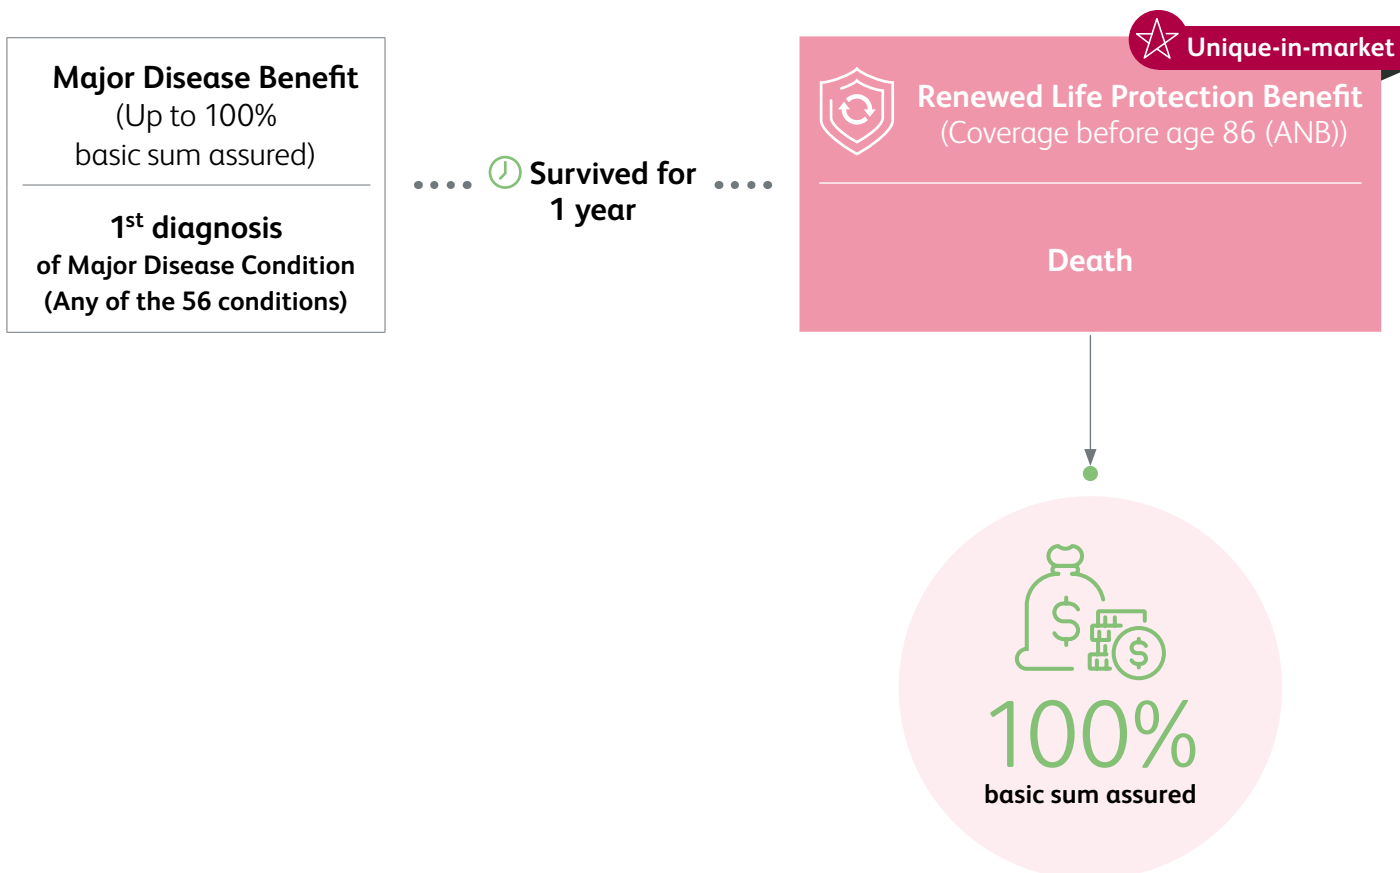 Major Disease Benefit
(Up to 100%
basic sum assured)
1st diagnosis
of Major Disease Condition
(Any of the 56 conditions)
Survived for
1 year
Unique-in-market
Renewed Life Protection Benefit
(Coverage before age 86 (ANB))
Death
$
$
100%
basic sum assured